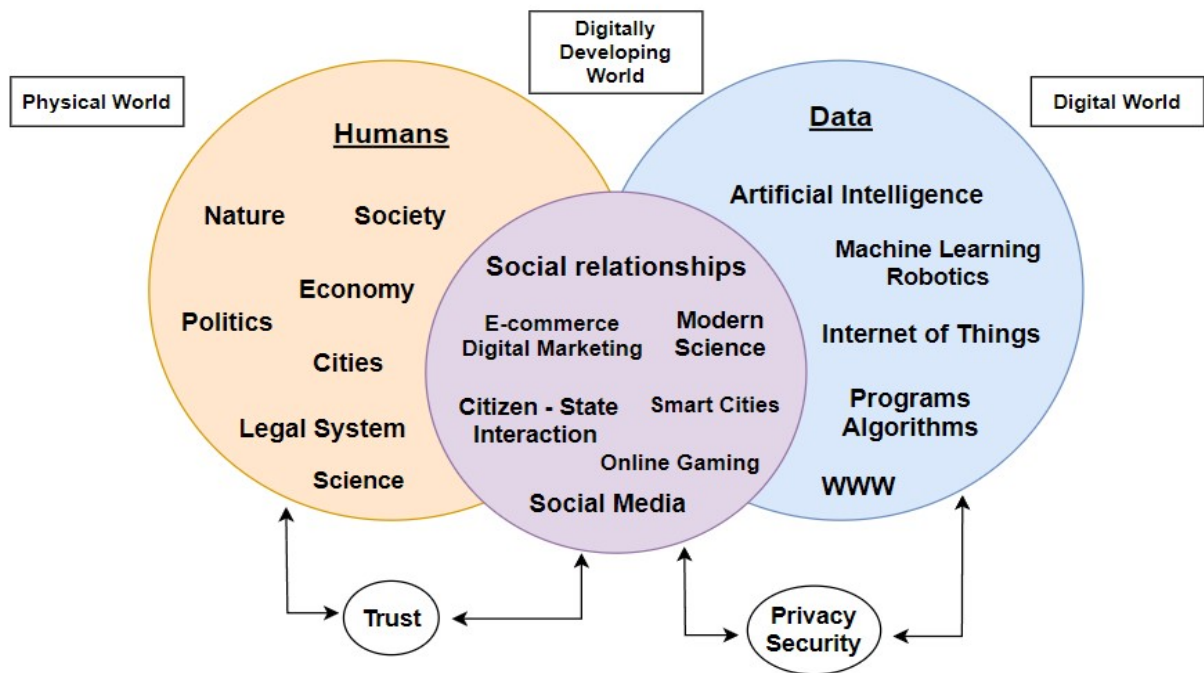 Digitally
Developing
World
Physical World
Digital World
Humans
Nature
Society
Economy
Politics
Cities
Legal System
Science
Social relationships
E-commerce
Digital Marketing
Modern
Science
Citizen - State
Interaction
Smart Cities
Online Gaming
Social Media
Data
Artificial Intelligence
Machine Learning
Robotics
Internet of Things
Programs
Algorithms
WWW
Trust
Privacy
Security